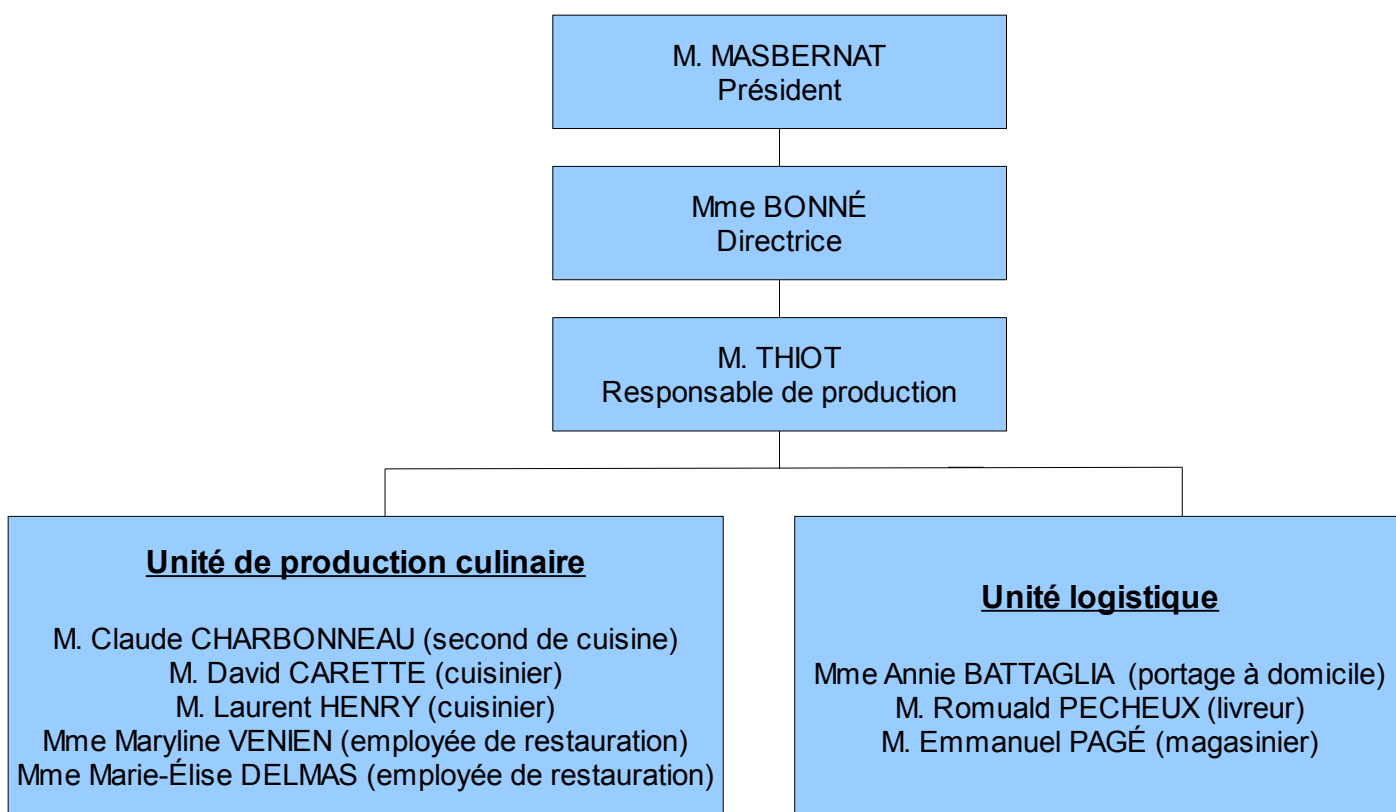 M. MASBERNAT
Président
Mme BONNÉ
Directrice
M. THIOT
Responsable de production
Unité de production culinaire
M. Claude CHARBONNEAU (second de cuisine)
M. David CARETTE (cuisinier)
M. Laurent HENRY (cuisinier)
Mme Maryline VENIEN (employée de restauration)
Mme Marie-Élise DELMAS (employée de restauration)
Unité logistique
Mme Annie BATTAGLIA (portage à domicile)
M. Romuald PECHEUX (livreur)
M. Emmanuel PAGÉ (magasinier)